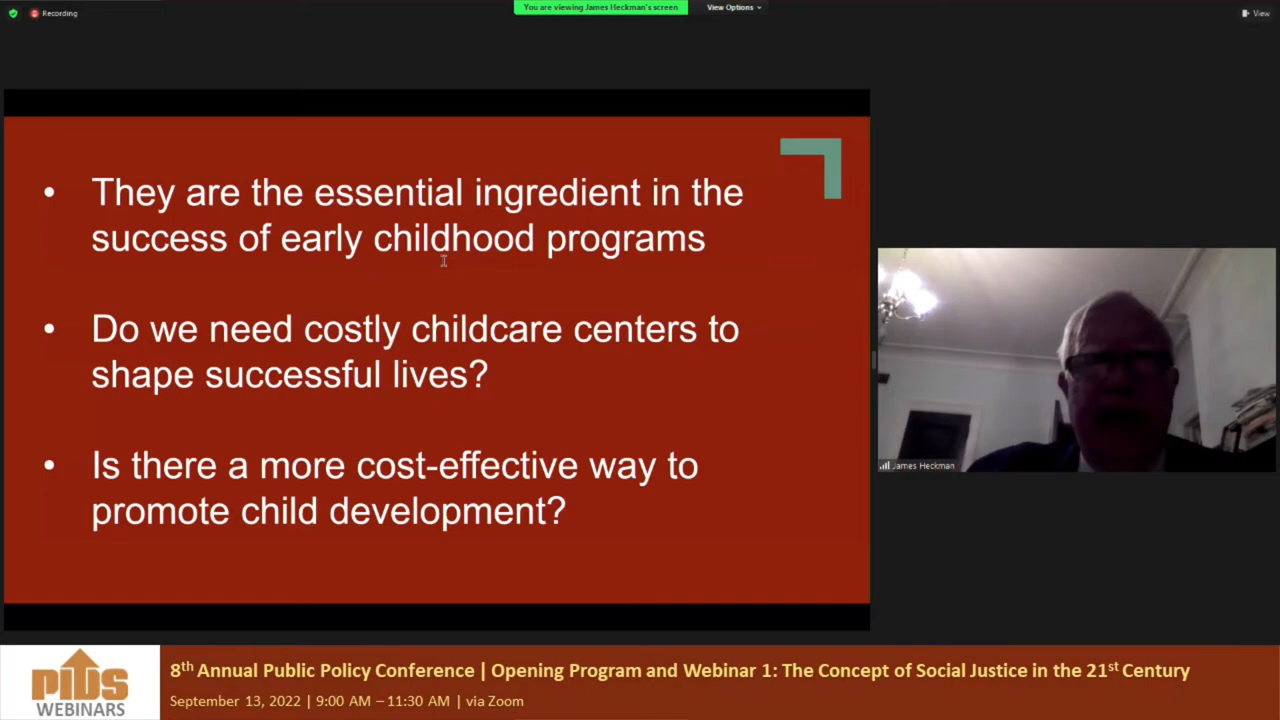 Recording
You are viewing James Heckman's screen
View Options
View
• They are the essential ingredient in the
success of early childhood programs
• Do we need costly childcare centers to
shape successful lives?
• Is there a more cost-effective way to
promote child development?
James Heckman
PIDS
WEBINARS
8th Annual Public Policy Conference | Opening Program and Webinar 1: The Concept of Social Justice in the 21st Century
September 13, 2022 | 9:00 AM – 11:30 AM | via Zoom